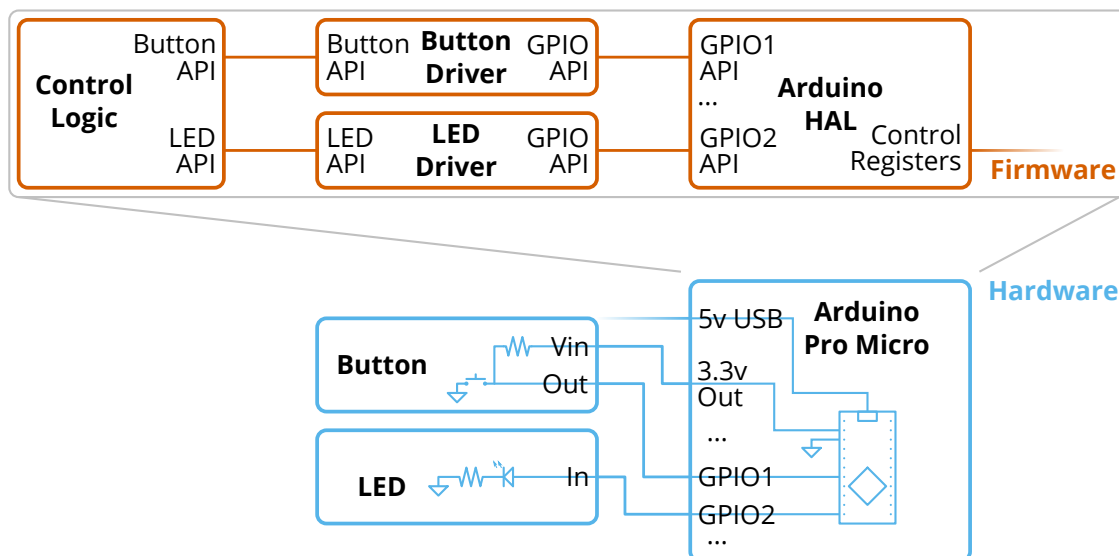 Control
Logic
Button
API
LED
API
Button
API
Button
Driver
GPIO
API
LED
API
LED
Driver
GPIO
API
GPIO1
API
...
GPIO2
API
Arduino
HAL
Control
Registers
Firmware
Hardware
Button
Vin
Out
LED
In
5v USB
3.3v
Out
...
GPIO1
GPIO2
...
Arduino
Pro Micro